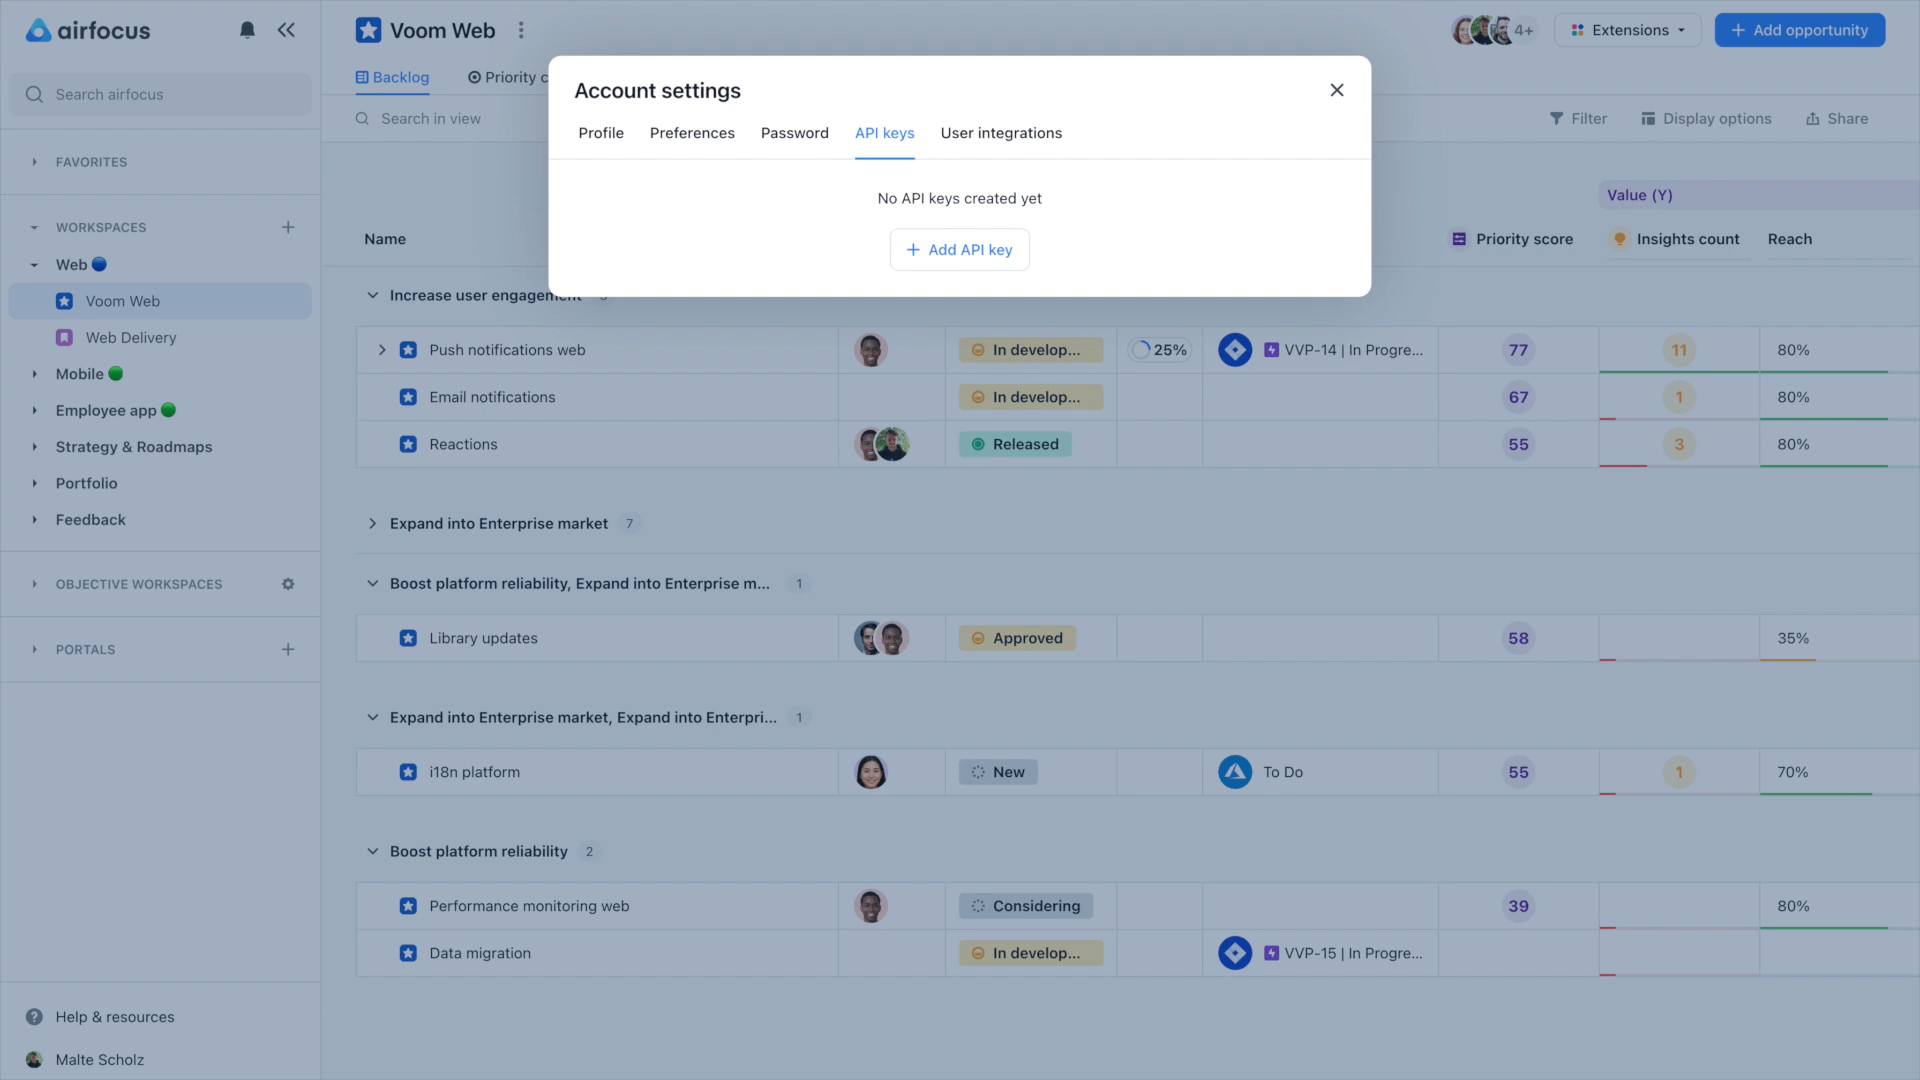 airfocus
Search airfocus
FAVORITES
WORKSPACES
Web
Voom Web
Web Delivery
Mobile
Employee app
Strategy & Roadmaps
Portfolio
Feedback
OBJECTIVE WORKSPACES
PORTALS
Help & resources
Malte Scholz
Voom Web
4+
Extensions
Add opportunity
Backlog
Priority c
Search in view
Filter
Display options
Share
Account settings
Profile
Preferences
Password
API keys
User integrations
No API keys created yet
Add API key
Value (Y)
Name
Priority score
Insights count
Reach
Increase user engagement
Push notifications web
In develop...
25%
VVP-14 | In Progre...
77
11
80%
Email notifications
In develop...
67
1
80%
Reactions
Released
55
3
80%
Expand into Enterprise market 7
Boost platform reliability, Expand into Enterprise m... 1
Library updates
Approved
58
35%
Expand into Enterprise market, Expand into Enterpri... 1
i18n platform
New
To Do
55
1
70%
Boost platform reliability 2
Performance monitoring web
Considering
39
80%
Data migration
In develop...
VVP-15 | In Progre...